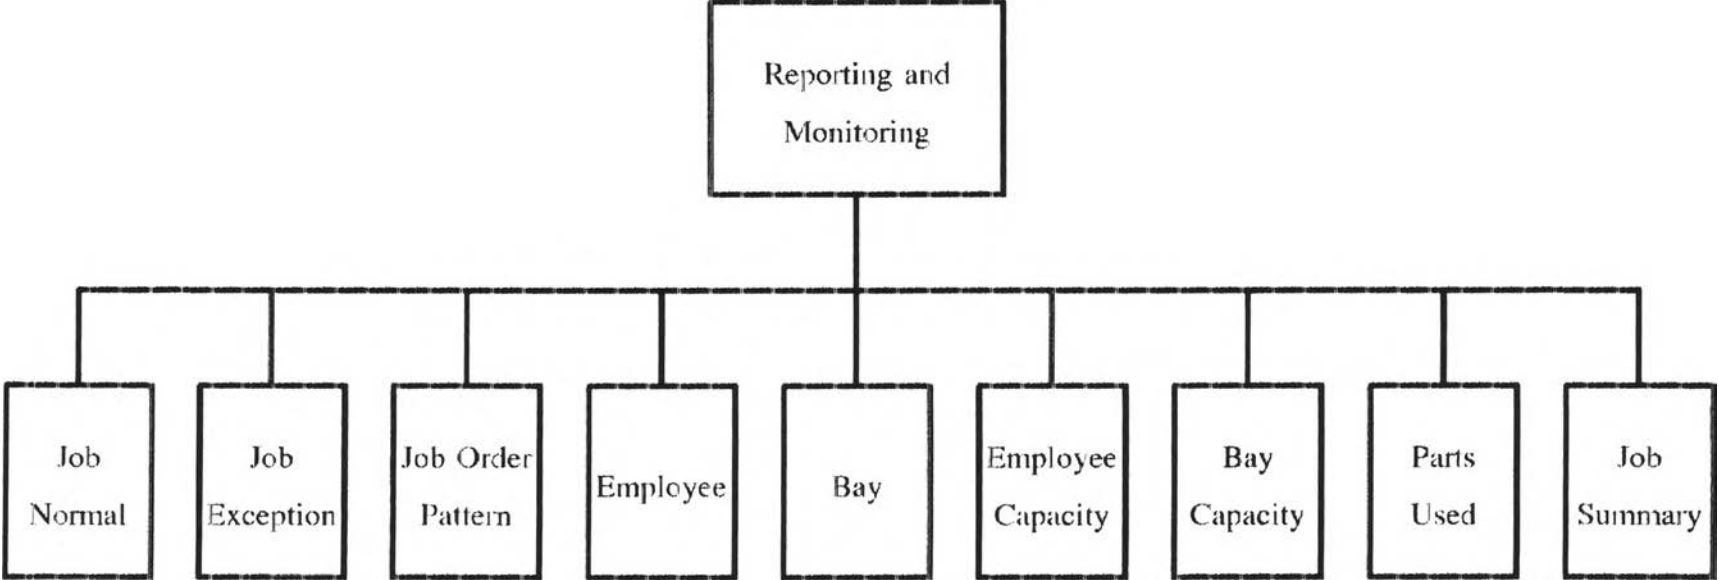 Reporting and
Monitoring
Job
Normal
Job
Exception
Job Order
Pattern
Employee
Bay
Employee
Capacity
Bay
Capacity
Parts
Used
Job
Summary